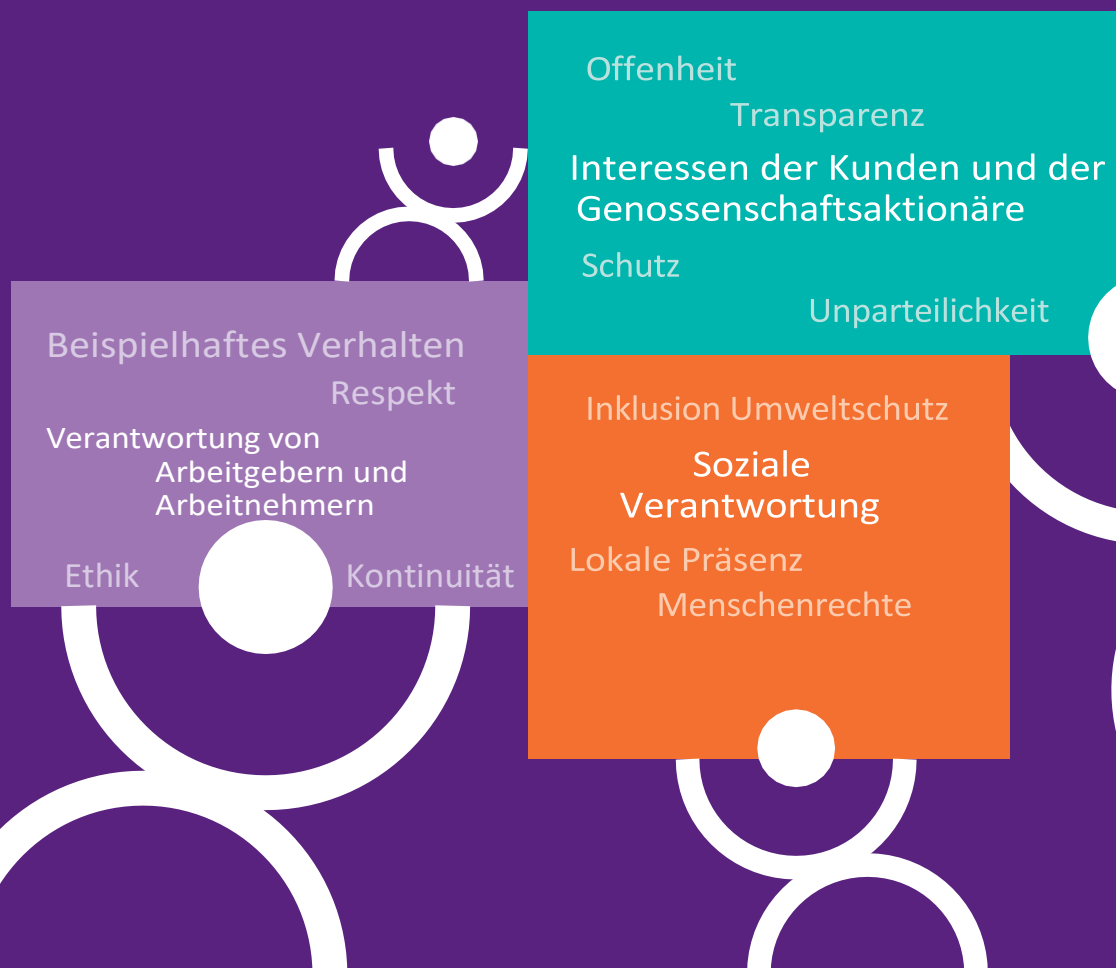 Offenheit
Transparenz
Interessen der Kunden und der
Genossenschaftsaktionäre
Schutz
Unparteilichkeit
Beispielhaftes Verhalten
Respekt
Verantwortung von
Arbeitgebern und
Arbeitnehmern
Ethik Kontinuität
Inklusion Umweltschutz
Soziale
Verantwortung
Lokale Präsenz
Menschenrechte